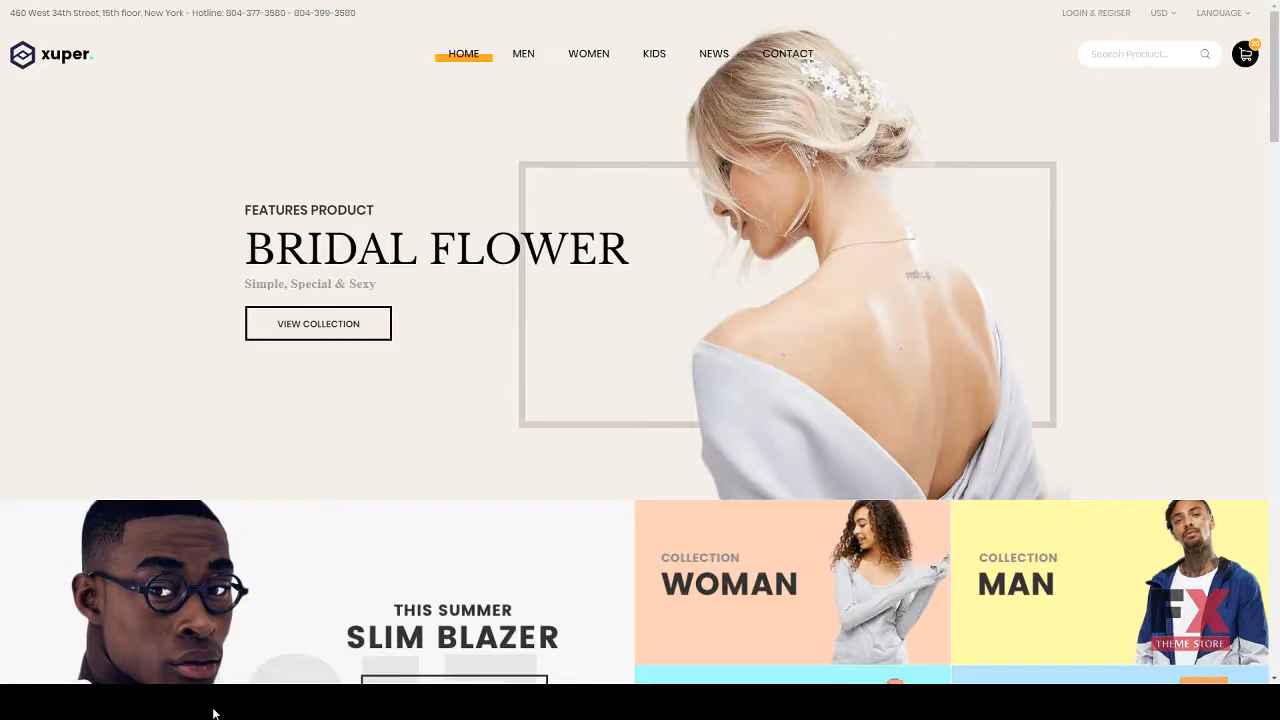 460 West 34th Street, 15th floor, New York - Hotline: 804-377-3580 - 804-399-3580
LOGIN & REGISER
USD
LANGUAGE
xuper.
HOME
MEN
WOMEN
KIDS
NEWS
CONTACT
Search Product...
20
FEATURES PRODUCT
BRIDAL FLOWER
Simple, Special & Sexy
VIEW COLLECTION
THIS SUMMER
SLIM BLAZER
COLLECTION
WOMAN
COLLECTION
MAN
FX
THEME STORE